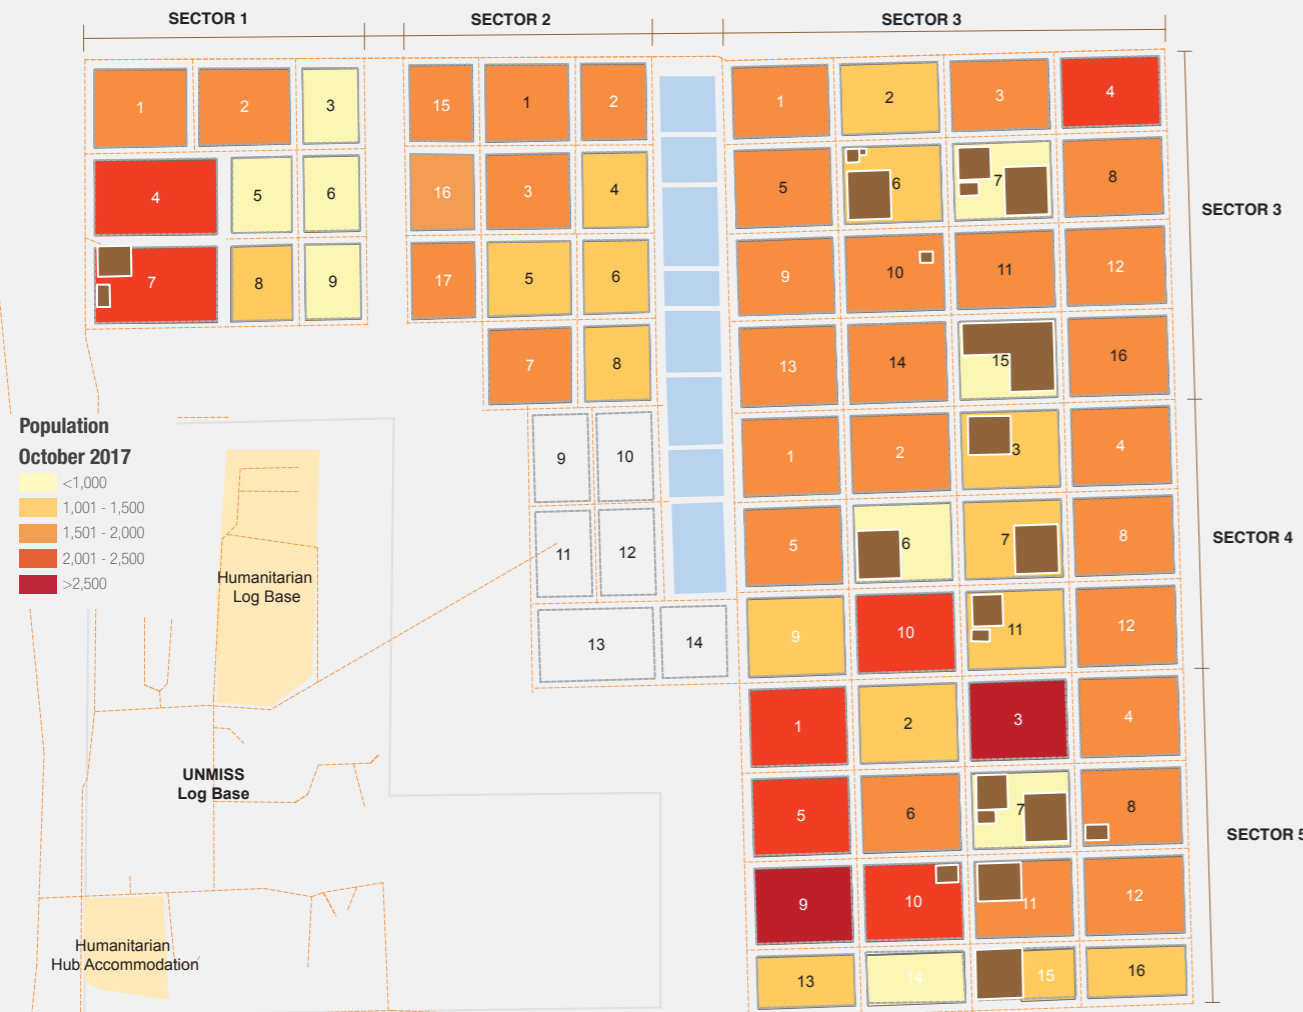 SECTOR 1
SECTOR 2
SECTOR 3
1 2 3
15 1 2
1 2 3 4
4 5 6
16 3 4
5 6 7 8
SECTOR 3
7 8 9
17 5 6
9 10 11 12
7 8
13 14 15 16
Population
October 2017
<1,000
1,001 - 1,500
1,501 - 2,000
2,001 - 2,500
>2,500
9 10
1 2 3 4
11 12
5 6 7 8
SECTOR 4
Humanitarian
Log Base
13 14
9 10 11 12
1 2 3 4
UNMISS
Log Base
5 6 7 8
SECTOR 5
9 10 11 12
Humanitarian
Hub Accommodation
13 14 15 16